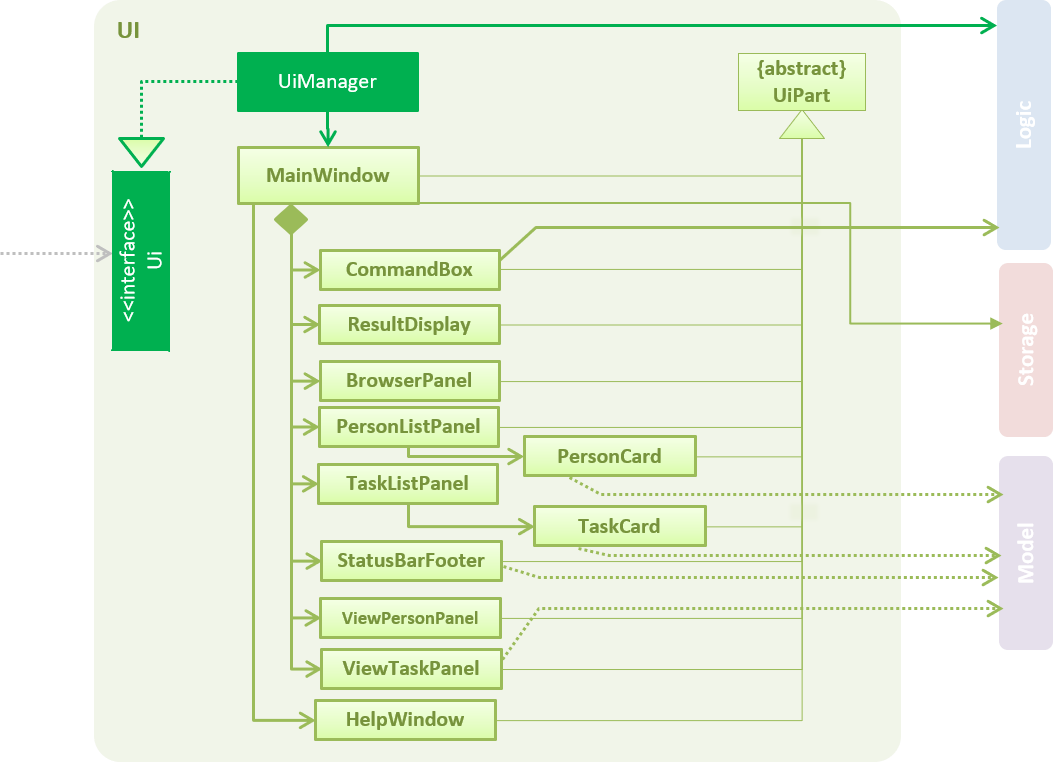 UI
UiManager
{abstract}
UiPart
Logic
<<interface>>
Ui
MainWindow
CommandBox
ResultDisplay
Storage
BrowserPanel
PersonListPanel
PersonCard
TaskListPanel
TaskCard
Model
StatusBarFooter
ViewPersonPanel
ViewTaskPanel
HelpWindow